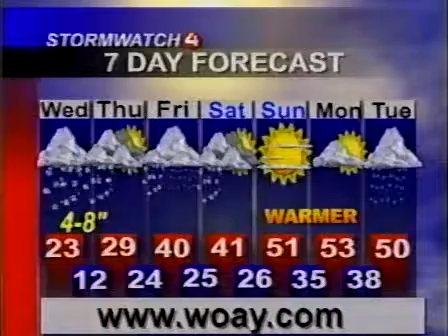 STORMWATCH 4
7 DAY FORECAST
Wed Thu Fri Sat Sun Mon Tue
4-8"
WARMER
23 29 40 41 51 53 50
12 24 25 26 35 38
www.woay.com